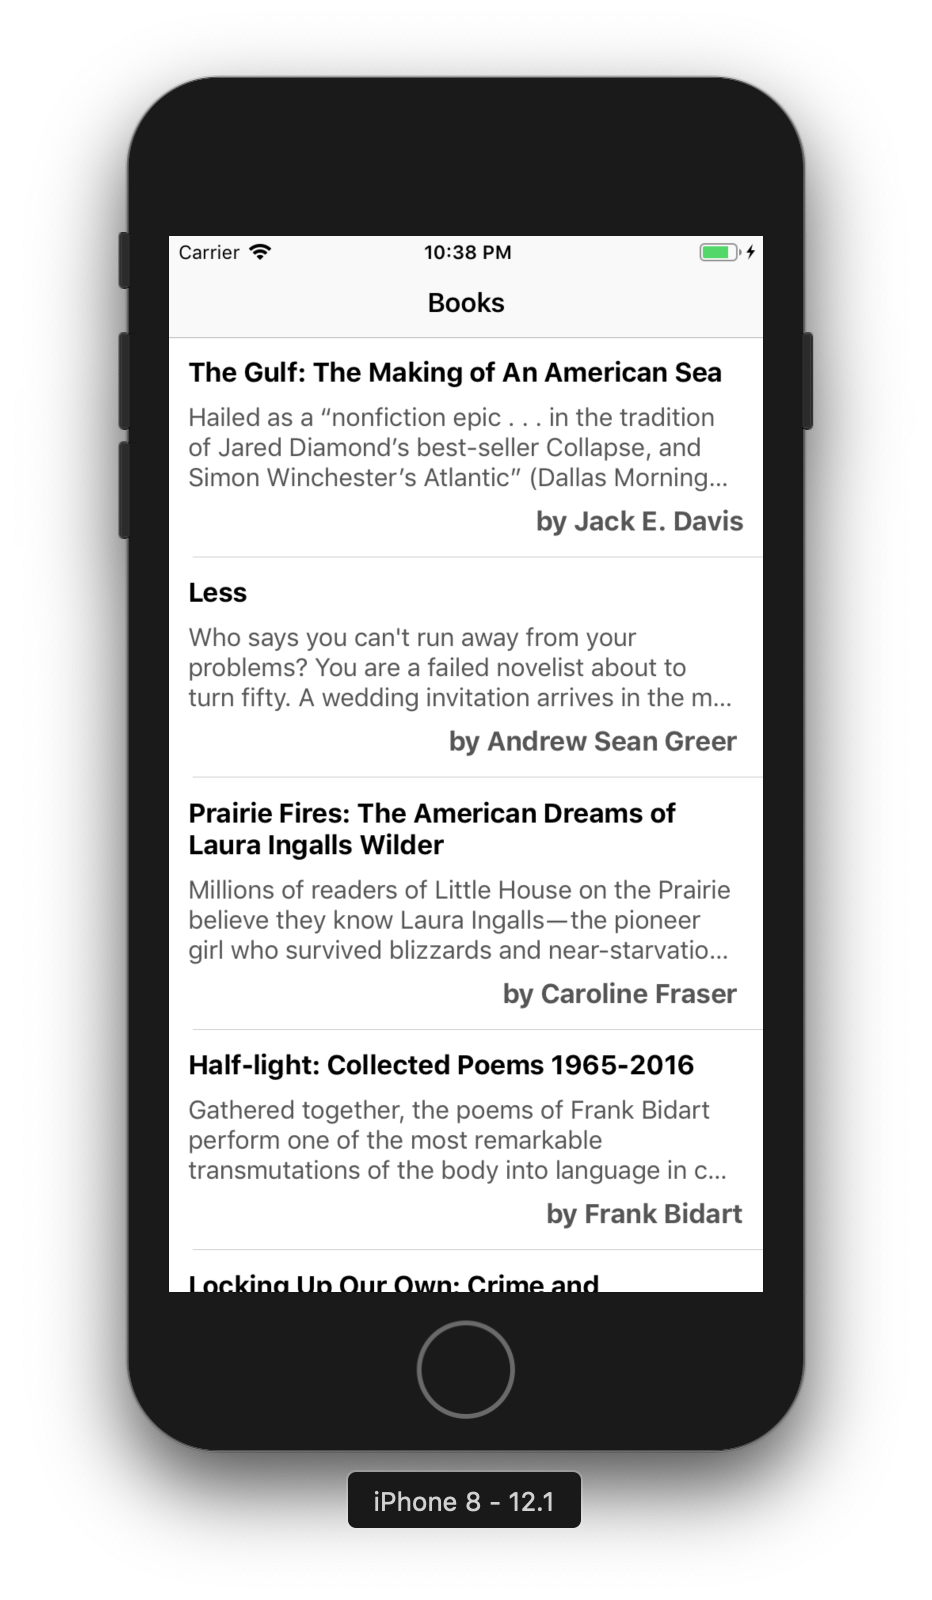 Carrier
10:38 PM
Books
The Gulf: The Making of An American Sea
Hailed as a “nonfiction epic . . . in the tradition
of Jared Diamond’s best-seller Collapse, and
Simon Winchester’s Atlantic” (Dallas Morning...
by Jack E. Davis
Less
Who says you can't run away from your
problems? You are a failed novelist about to
turn fifty. A wedding invitation arrives in the m...
by Andrew Sean Greer
Prairie Fires: The American Dreams of
Laura Ingalls Wilder
Millions of readers of Little House on the Prairie
believe they know Laura Ingalls—the pioneer
girl who survived blizzards and near-starvatio...
by Caroline Fraser
Half-light: Collected Poems 1965-2016
Gathered together, the poems of Frank Bidart
perform one of the most remarkable
transmutations of the body into language in c...
by Frank Bidart
Locking Up Our Own: Crime and
iPhone 8 - 12.1